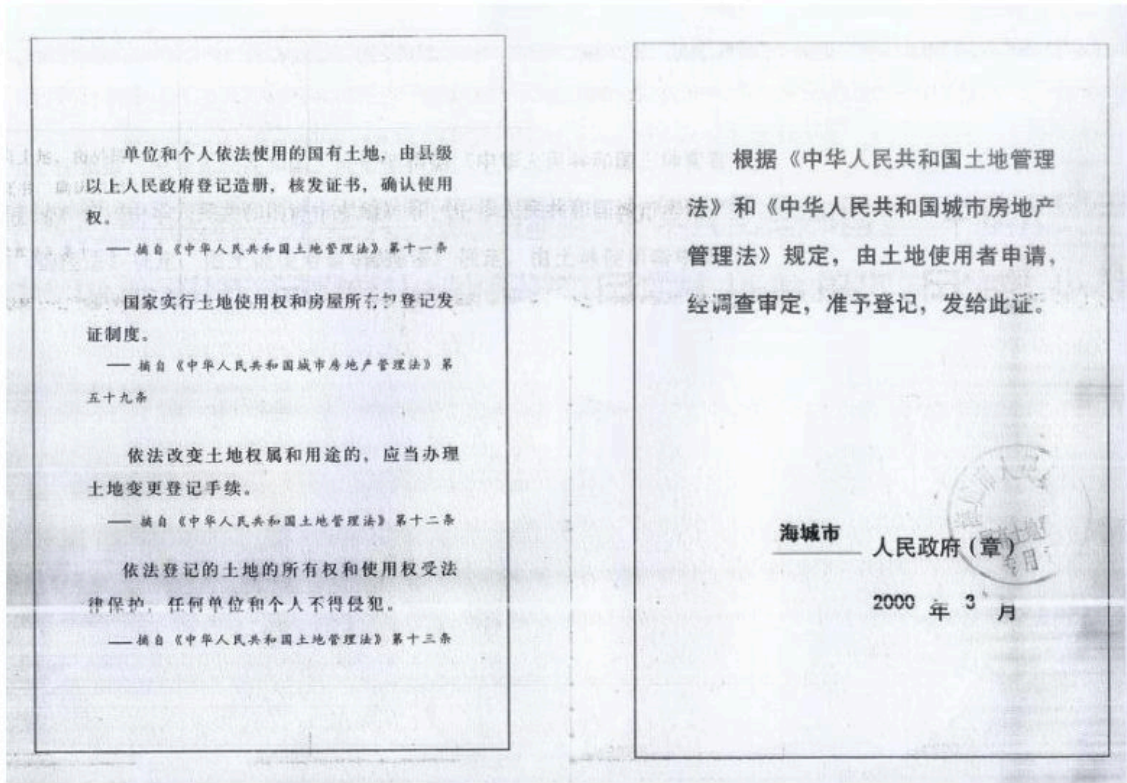 单位和个人依法使用的国有土地，由县级
以上人民政府登记造册，核发证书，确认使用
权。
——摘自《中华人民共和国土地管理法》第十一条
国家实行土地使用权和房屋所有权登记发
证制度。
——摘自《中华人民共和国城市房地产管理法》第
五十九条
依法改变土地权属和用途的，应当办理
土地变更登记手续。
——摘自《中华人民共和国土地管理法》第十二条
依法登记的土地的所有权和使用权受法
律保护，任何单位和个人不得侵犯。
——摘自《中华人民共和国土地管理法》第十三条
根据《中华人民共和国土地管理
法》和《中华人民共和国城市房地产
管理法》规定，由土地使用者申请，
经调查审定，准予登记，发给此证。
海城市 人民政府（章）
2000 年 3 月